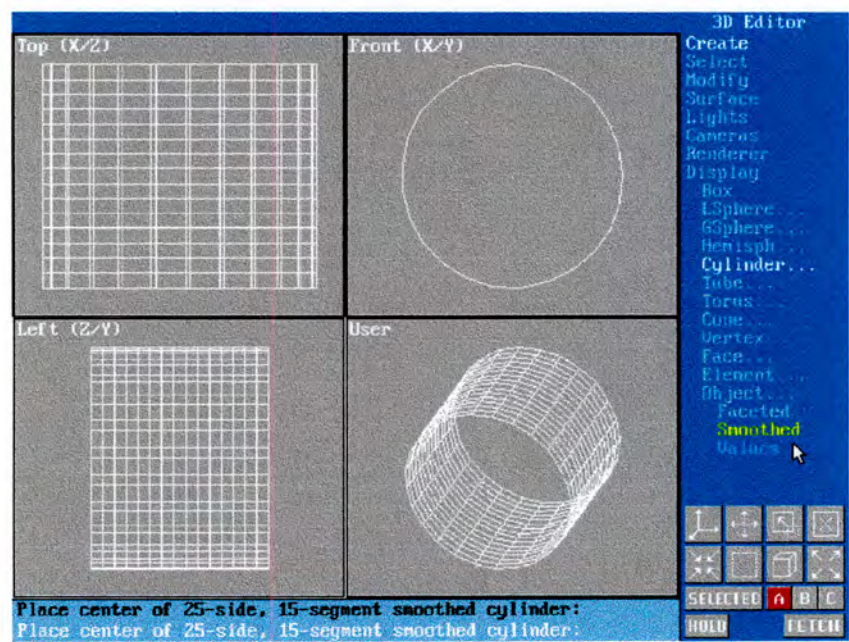 3D Editor
Top (X/Z)
Front (X/Y)
Create
Select
Modify
Surface
Lights
Cameras
Renderer
Display
Box
LSphere...
GSphere...
Hemisph...
Cylinder...
Tube...
Torus...
Cone...
Vertex...
Face...
Element...
Object...
Faceted
Smoothed
Values
Left (Z/Y)
User
SELECTED A B C
HOLD FETCH
Place center of 25-side, 15-segment smoothed cylinder:
Place center of 25-side, 15-segment smoothed cylinder: